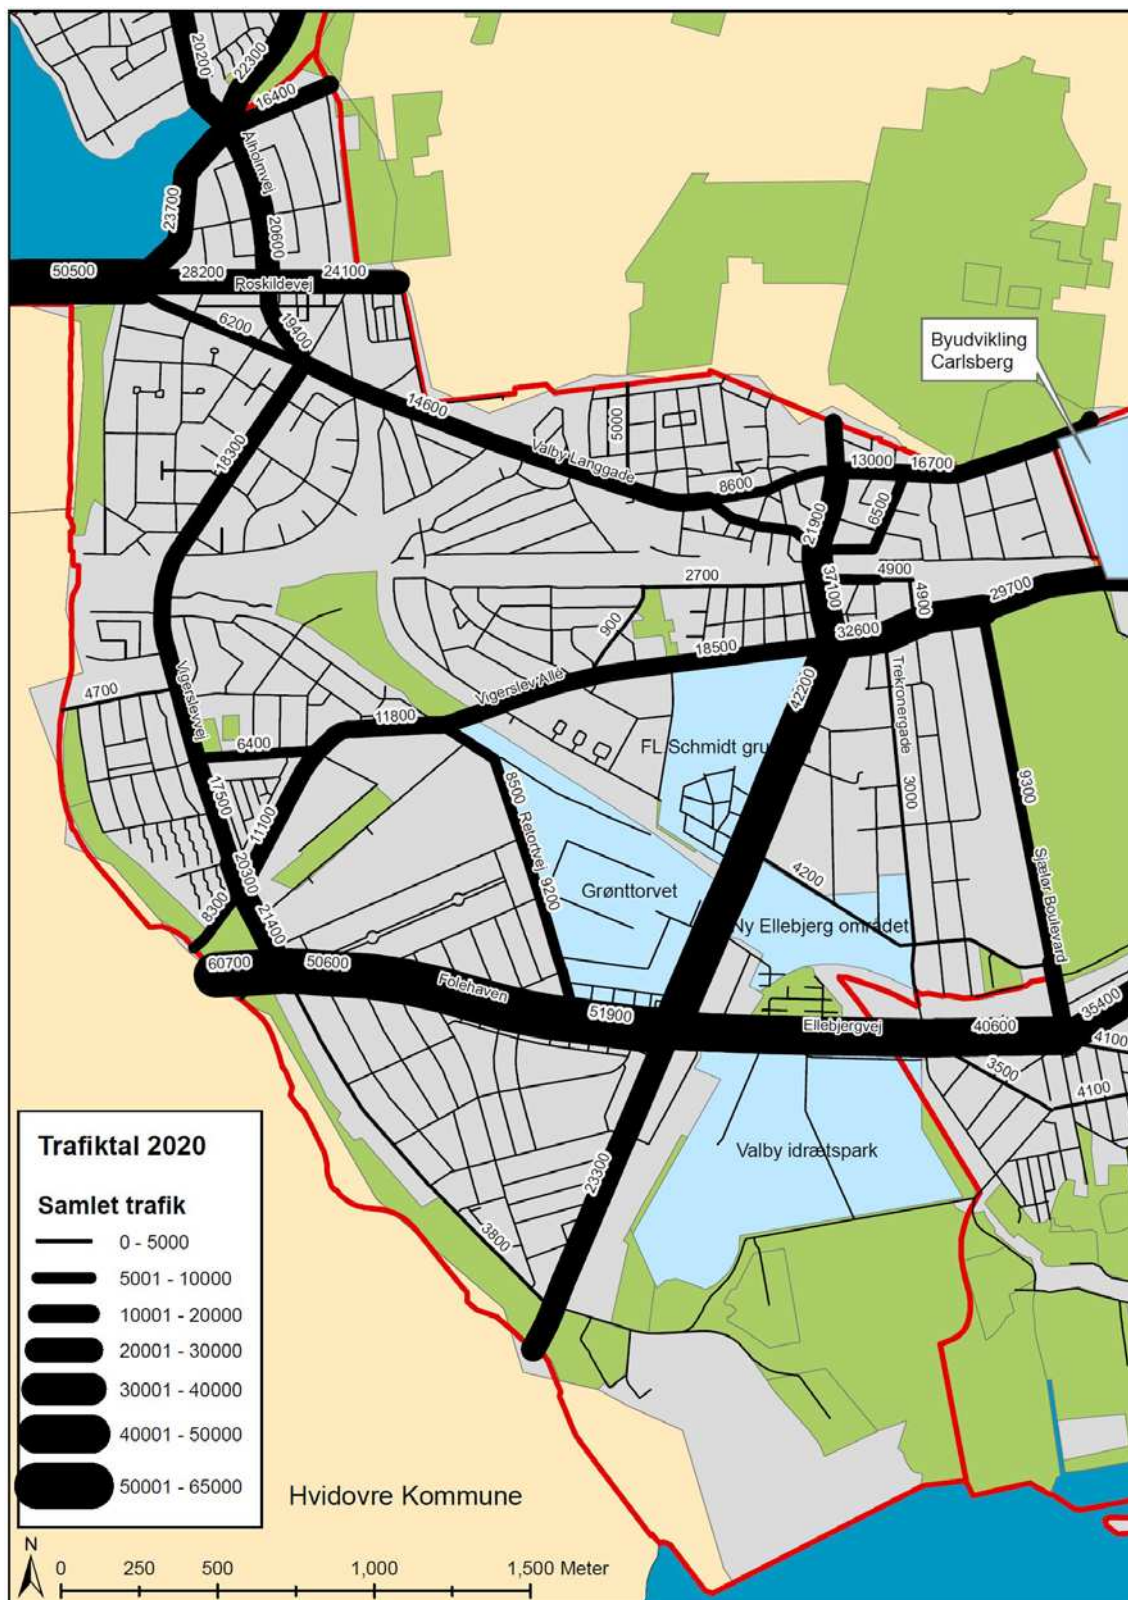 20200
22300
16400
Ålholmvej
23700
20600
50500
28200
24100
Roskildevej
6200
19400
Byudvikling
Carlsberg
14600
5000
18300
Valby Langgade
13000
16700
8600
6500
21900
2700
4900
37100
4900
29700
900
32600
18500
Vigerslev Allé
Trekronergade
4700
42200
Vigerslevvej
11800
6400
FL Schmidt gru
17500
8500
Retortvej
3000
9300
11100
20300
9200
Grønttorvet
4200
Sjælør Boulevard
8300
21400
Ny Ellebjerg området
60700
50600
Folehaven
51900
Ellebjergvej
40600
35400
4100
3500
4100
Valby idrætspark
23300
3800
Trafiktal 2020
Samlet trafik
0 - 5000
5001 - 10000
10001 - 20000
20001 - 30000
30001 - 40000
40001 - 50000
50001 - 65000
Hvidovre Kommune
N
0 250 500 1,000 1,500 Meter